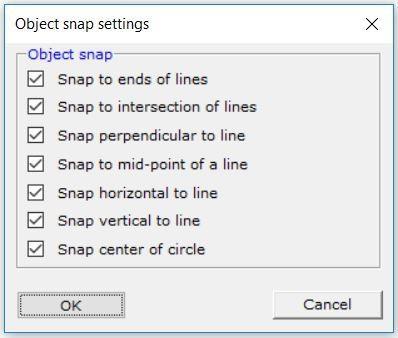 Object snap settings
Object snap
Snap to ends of lines
Snap to intersection of lines
Snap perpendicular to line
Snap to mid-point of a line
Snap horizontal to line
Snap vertical to line
Snap center of circle
OK
Cancel